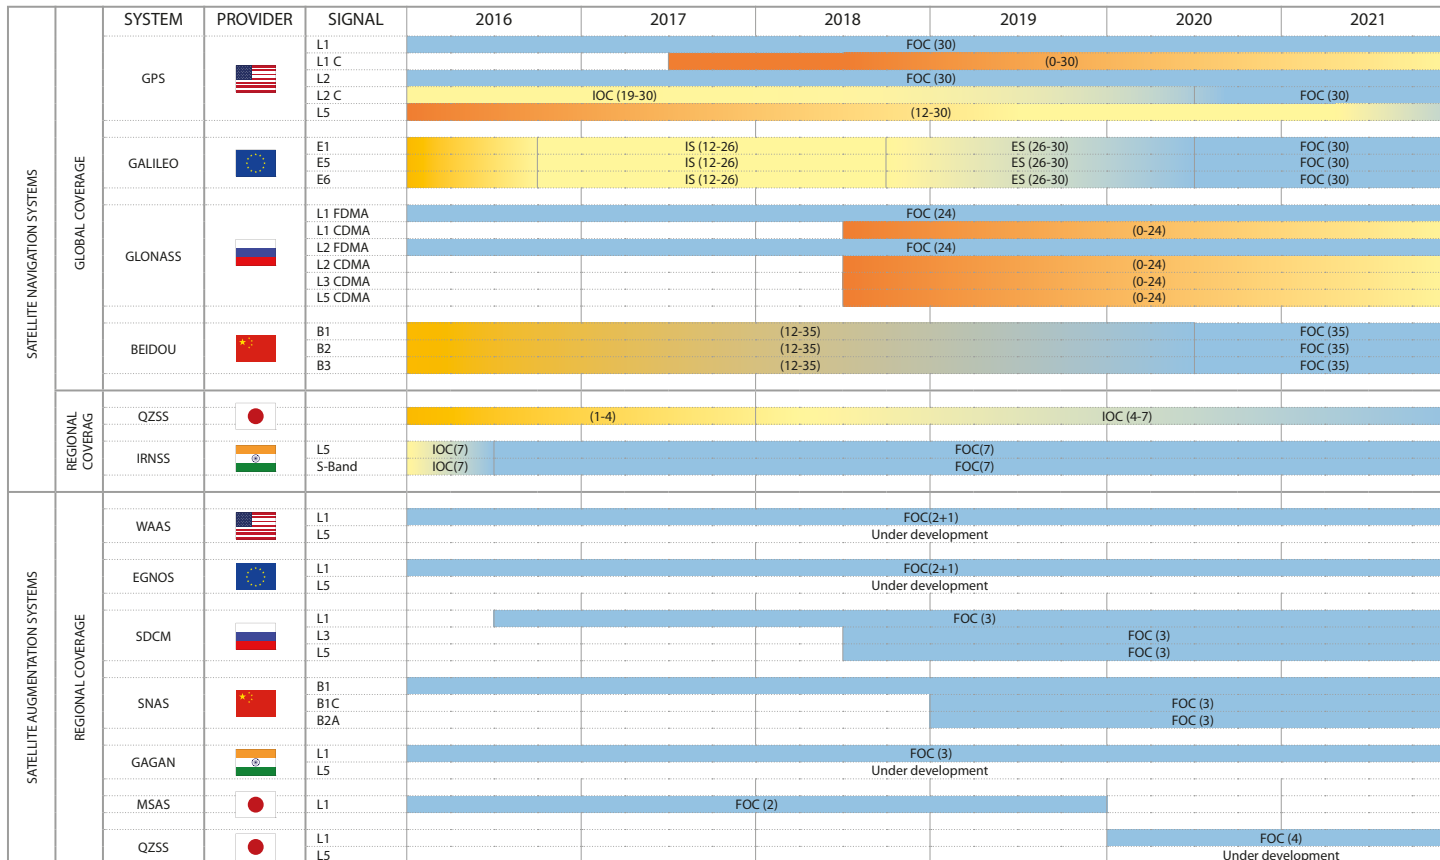 SYSTEM PROVIDER SIGNAL 2016 2017 2018 2019 2020 2021
SATELLITE NAVIGATION SYSTEMS
GLOBAL COVERAGE
GPS
L1 FOC (30)
L1 C (0-30)
L2 FOC (30)
L2 C IOC (19-30) FOC (30)
L5 (12-30)
GALILEO
E1 IS (12-26) ES (26-30) FOC (30)
E5 IS (12-26) ES (26-30) FOC (30)
E6 IS (12-26) ES (26-30) FOC (30)
GLONASS
L1 FDMA FOC (24)
L1 CDMA (0-24)
L2 FDMA FOC (24)
L2 CDMA (0-24)
L3 CDMA (0-24)
L5 CDMA (0-24)
BEIDOU
B1 (12-35) FOC (35)
B2 (12-35) FOC (35)
B3 (12-35) FOC (35)
REGIONAL
COVERAG
QZSS (1-4) IOC (4-7)
IRNSS
L5 IOC(7) FOC(7)
S-Band IOC(7) FOC(7)
SATELLITE AUGMENTATION SYSTEMS
REGIONAL COVERAGE
WAAS
L1 FOC(2+1)
L5 Under development
EGNOS
L1 FOC(2+1)
L5 Under development
SDCM
L1 FOC (3)
L3 FOC (3)
L5 FOC (3)
SNAS
B1
B1C FOC (3)
B2A FOC (3)
GAGAN
L1 FOC (3)
L5 Under development
MSAS L1 FOC (2)
QZSS
L1 FOC (4)
L5 Under development